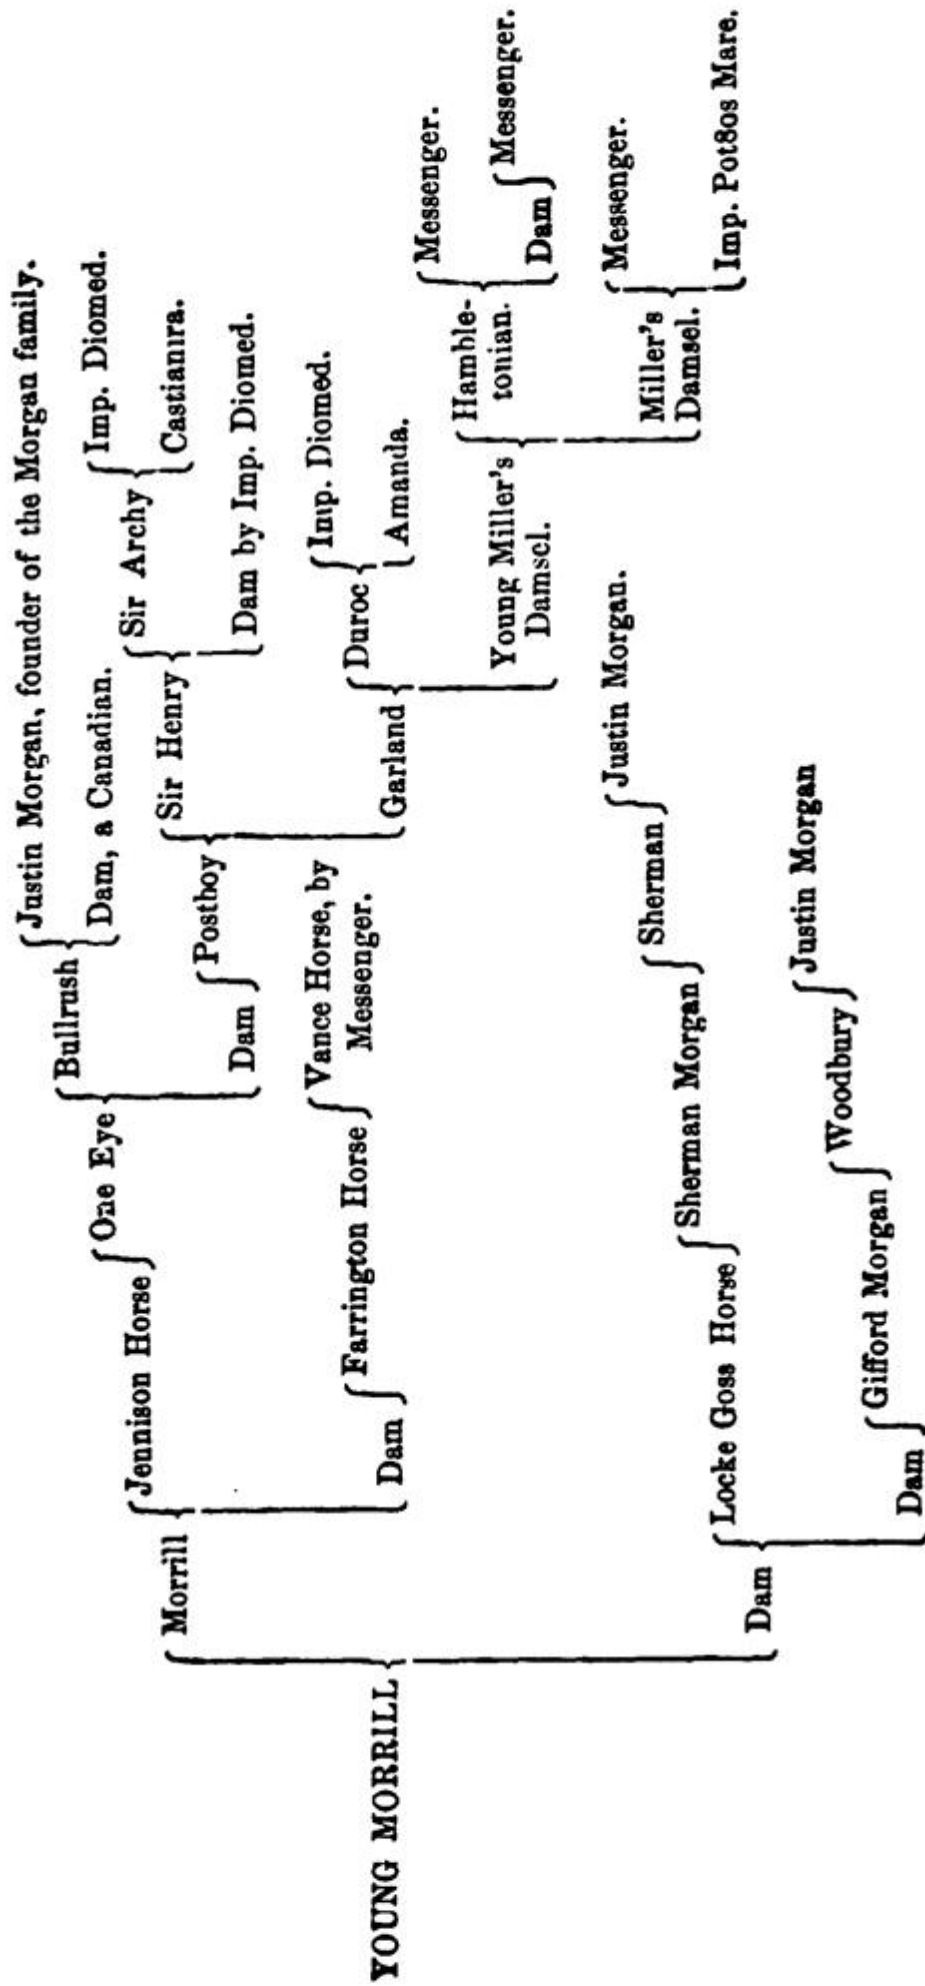 YOUNG MORRILL
Morrill
Jennison Horse
One Eye
Bullrush
Justin Morgan, founder of the Morgan family.
Dam, a Canadian.
Dam
Postboy
Sir Henry
Sir Archy
Imp. Diomed.
Castianira.
Dam by Imp. Diomed.
Garland
Duroc
Imp. Diomed.
Amanda.
Young Miller's
Damsel.
Hamble-
tonian.
Messenger.
Dam
Messenger.
Miller's
Damsel.
Messenger.
Imp. Pot8os Mare.
Dam
Farrington Horse
Vance Horse, by
Messenger.
Dam
Locke Goss Horse
Sherman Morgan
Sherman
Justin Morgan.
Dam
Gifford Morgan
Woodbury
Justin Morgan